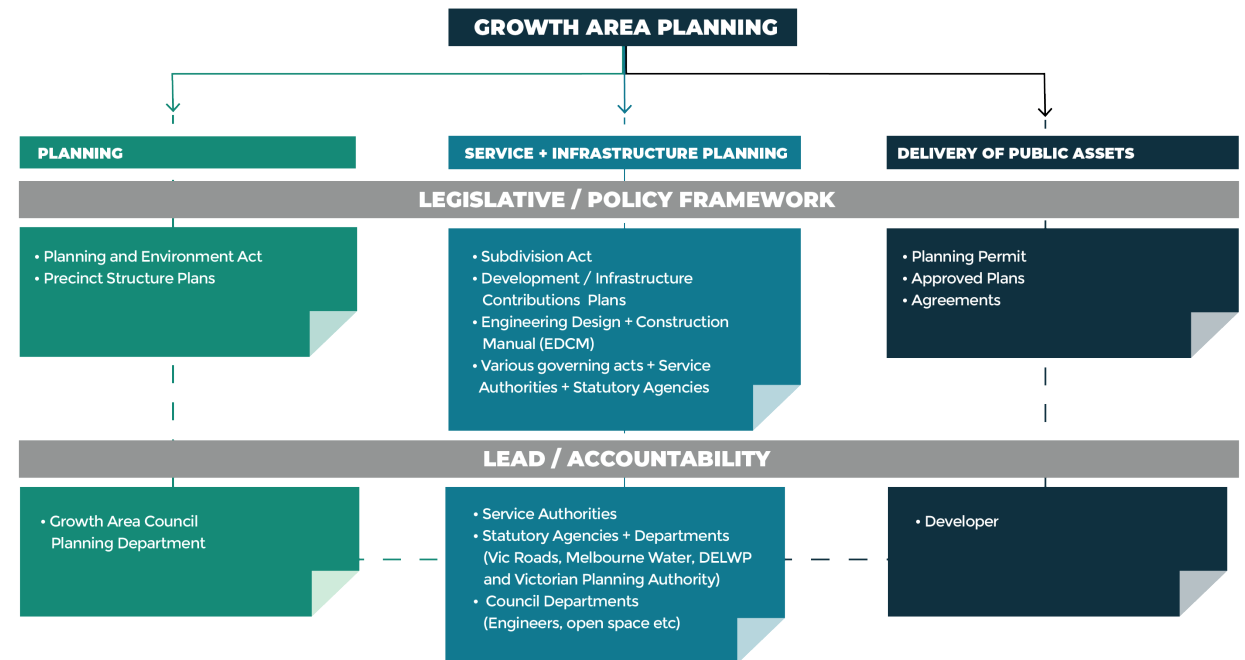 GROWTH AREA PLANNING
PLANNING
SERVICE + INFRASTRUCTURE PLANNING
DELIVERY OF PUBLIC ASSETS
LEGISLATIVE / POLICY FRAMEWORK
• Planning and Environment Act
• Precinct Structure Plans
• Subdivision Act
• Development / Infrastructure
Contributions Plans
• Engineering Design + Construction
Manual (EDCM)
• Various governing acts + Service
Authorities + Statutory Agencies
• Planning Permit
• Approved Plans
• Agreements
LEAD / ACCOUNTABILITY
• Growth Area Council
Planning Department
• Service Authorities
• Statutory Agencies + Departments
(Vic Roads, Melbourne Water, DELWP
and Victorian Planning Authority)
• Council Departments
(Engineers, open space etc)
• Developer